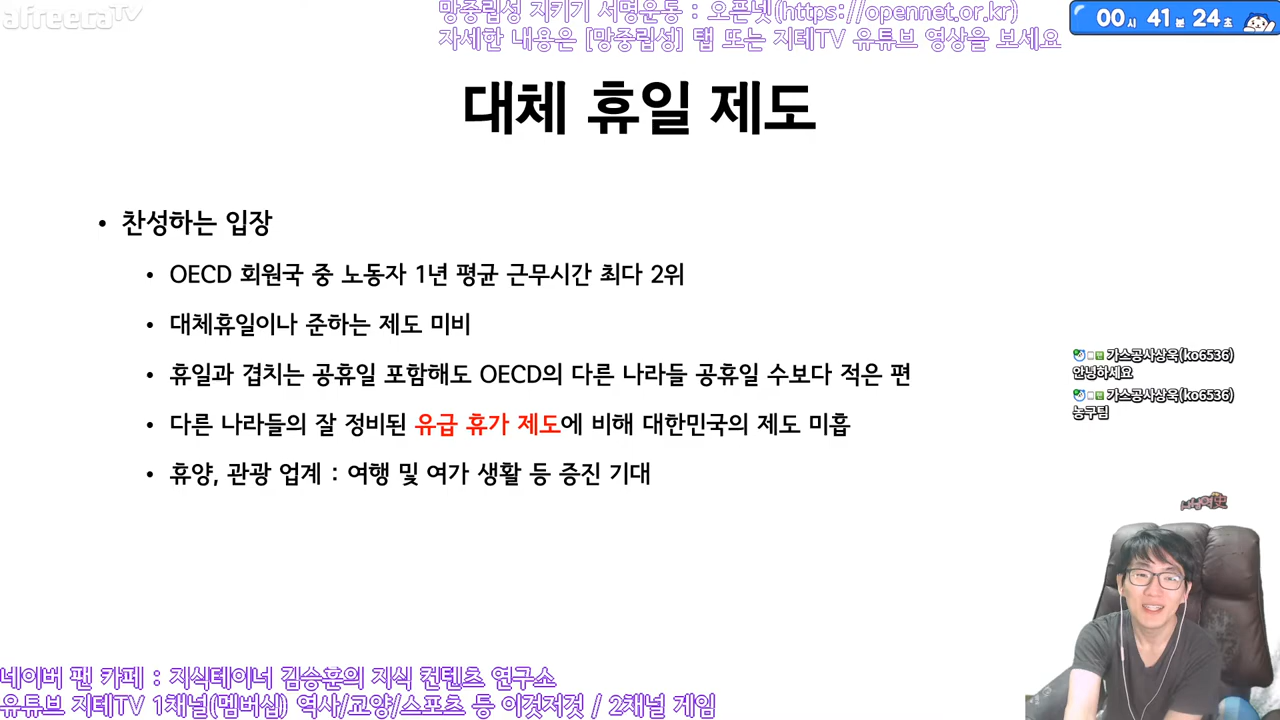 afreecaTV
망중립성 지키기 서명운동 : 오픈넷(https://opennet.or.kr)
자세한 내용은 [망중립성] 탭 또는 지테TV 유튜브 영상을 보세요
00시 41분 24초
대체 휴일 제도
• 찬성하는 입장
• OECD 회원국 중 노동자 1년 평균 근무시간 최다 2위
• 대체휴일이나 준하는 제도 미비
• 휴일과 겹치는 공휴일 포함해도 OECD의 다른 나라들 공휴일 수보다 적은 편
• 다른 나라들의 잘 정비된 유급 휴가 제도에 비해 대한민국의 제도 미흡
• 휴양, 관광 업계 : 여행 및 여가 생활 등 증진 기대
가스공사상욱(ko6536)
안녕하세요
가스공사상욱(ko6536)
농구팀
네이버 팬 카페 : 지식테이너 김승훈의 지식 컨텐츠 연구소
유튜브 지테TV 1채널(멤버십) 역사/교양/스포츠 등 이것저것 / 2채널 게임